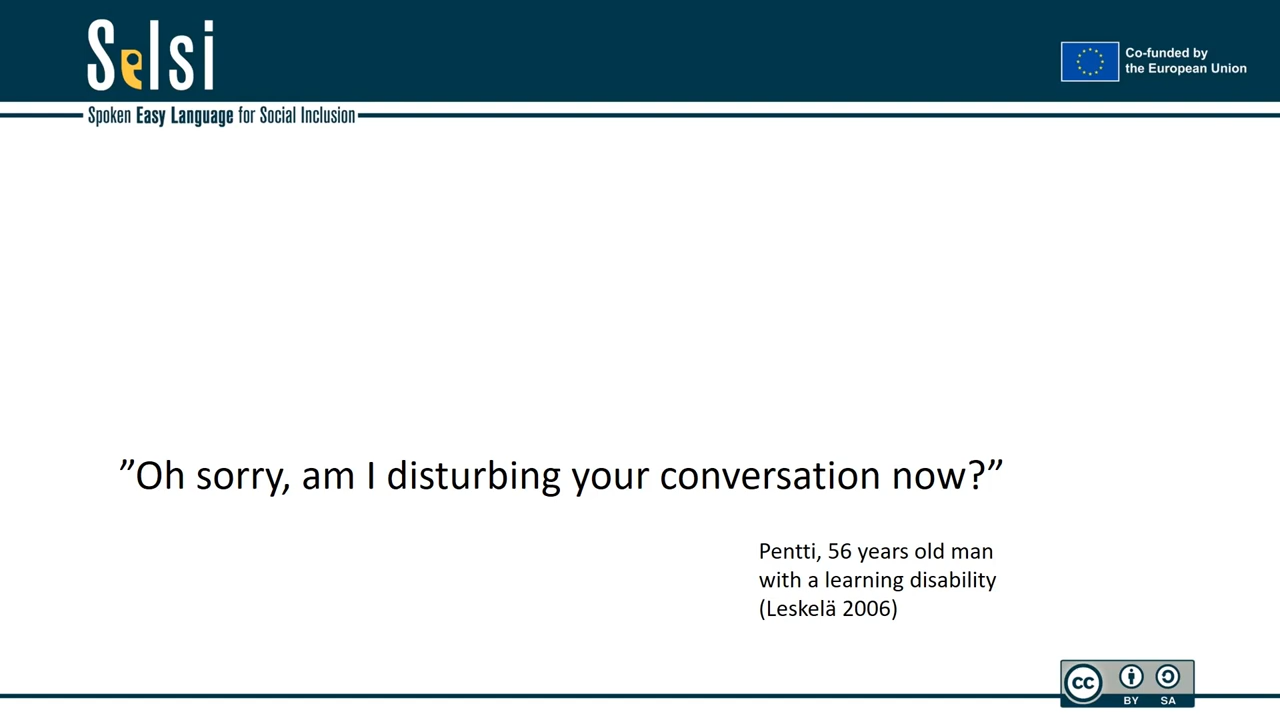 Selsi
Co-funded by
the European Union
Spoken Easy Language for Social Inclusion
”Oh sorry, am I disturbing your conversation now?”
Pentti, 56 years old man
with a learning disability
(Leskelä 2006)
cc
BY SA